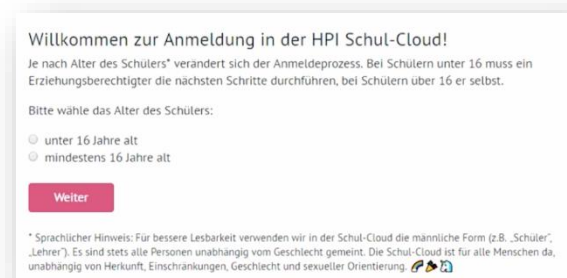 Willkommen zur Anmeldung in der HPI Schul-Cloud!
Je nach Alter des Schülers* verändert sich der Anmeldeprozess. Bei Schülern unter 16 muss ein
Erziehungsberechtigter die nächsten Schritte durchführen, bei Schülern über 16 er selbst.
Bitte wähle das Alter des Schülers:
unter 16 Jahre alt
mindestens 16 Jahre alt
Weiter
* Sprachlicher Hinweis: Für bessere Lesbarkeit verwenden wir in der Schul-Cloud die männliche Form (z.B. „Schüler",
„Lehrer"). Es sind stets alle Personen unabhängig vom Geschlecht gemeint. Die Schul-Cloud ist für alle Menschen da,
unabhängig von Herkunft, Einschränkungen, Geschlecht und sexueller Orientierung.